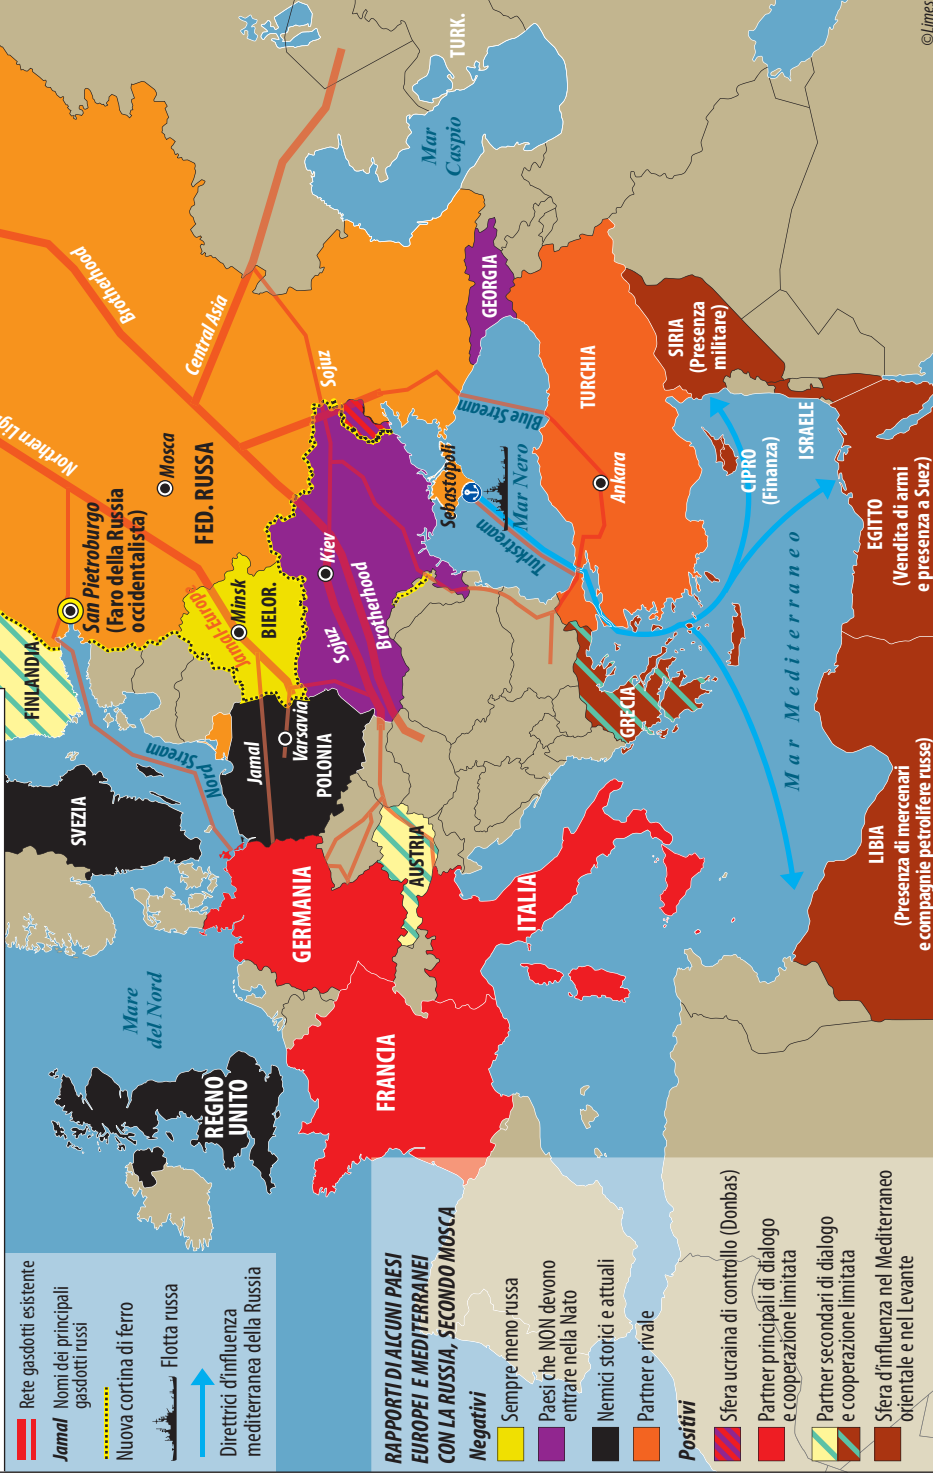 Rete gasdotti esistente
Jamal
Nomi dei principali
gasdotti russi
Nuova cortina di ferro
Flotta russa
Direttrici d'influenza
mediterranea della Russia
RAPPORTI DI ALCUNI PAESI
EUROPEI E MEDITERRANEI
CON LA RUSSIA, SECONDO MOSCA
Negativi
Sempre meno russa
Paesi che NON devono
entrare nella Nato
Nemici storici e attuali
Partner e rivale
Positivi
Sfera ucraina di controllo (Donbas)
Partner principali di dialogo
e cooperazione limitata
Partner secondari di dialogo
e cooperazione limitata
Sfera d'influenza nel Mediterraneo
orientale e nel Levante
REGNO
UNITO
Mare
del Nord
FRANCIA
GERMANIA
ITALIA
AUSTRIA
SVEZIA
Nord Stream
FINLANDIA
Jamal
Varsavia
POLONIA
San Pietroburgo
(Faro della Russia
occidentalista)
Jamal-Europ
Minsk
BIELOR.
Northern Ligh
Mosca
FED. RUSSA
Kiev
Sojuz
Brotherhood
Brotherhood
Central Asia
Sojuz
Sebastopoli
Mar Nero
Turkstream
Blue Stream
GEORGIA
Mar
Caspio
TURK.
TURCHIA
Ankara
GRECIA
SIRIA
(Presenza
militare)
CIPRO
(Finanza)
ISRAELE
Mar Mediterraneo
EGITTO
(Vendita di armi
e presenza a Suez)
LIBIA
(Presenza di mercenari
e compagnie petrolifere russe)
©Limes